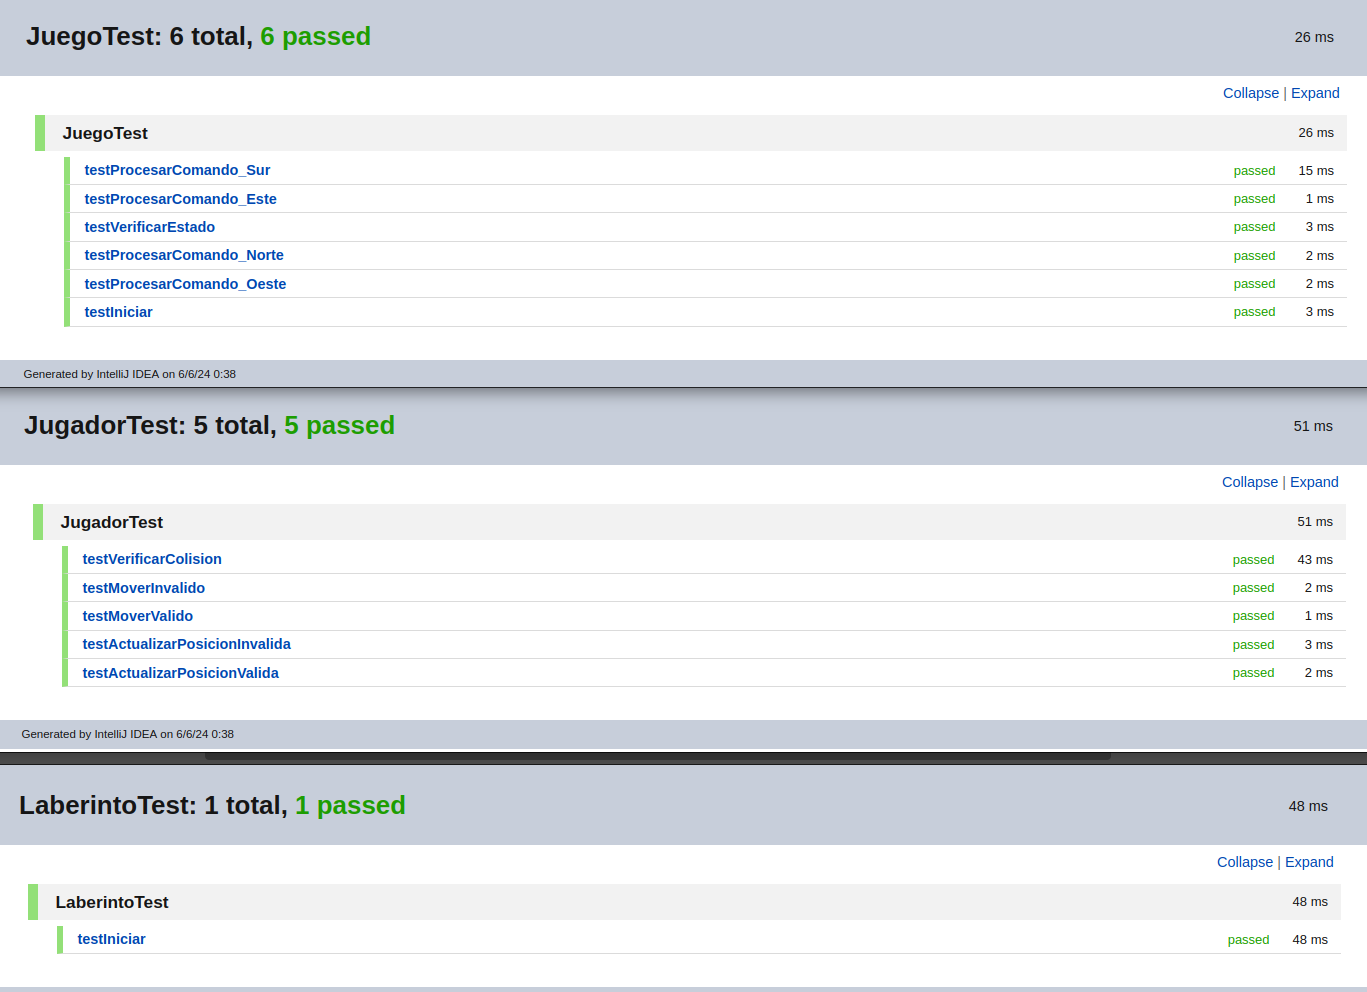 JuegoTest: 6 total, 6 passed 26 ms
Collapse | Expand
JuegoTest 26 ms
testProcesarComando_Sur passed 15 ms
testProcesarComando_Este passed 1 ms
testVerificarEstado passed 3 ms
testProcesarComando_Norte passed 2 ms
testProcesarComando_Oeste passed 2 ms
testIniciar passed 3 ms
Generated by IntelliJ IDEA on 6/6/24 0:38
JugadorTest: 5 total, 5 passed 51 ms
Collapse | Expand
JugadorTest 51 ms
testVerificarColision passed 43 ms
testMoverInvalido passed 2 ms
testMoverValido passed 1 ms
testActualizarPosicionInvalida passed 3 ms
testActualizarPosicionValida passed 2 ms
Generated by IntelliJ IDEA on 6/6/24 0:38
LaberintoTest: 1 total, 1 passed 48 ms
Collapse | Expand
LaberintoTest 48 ms
testIniciar passed 48 ms